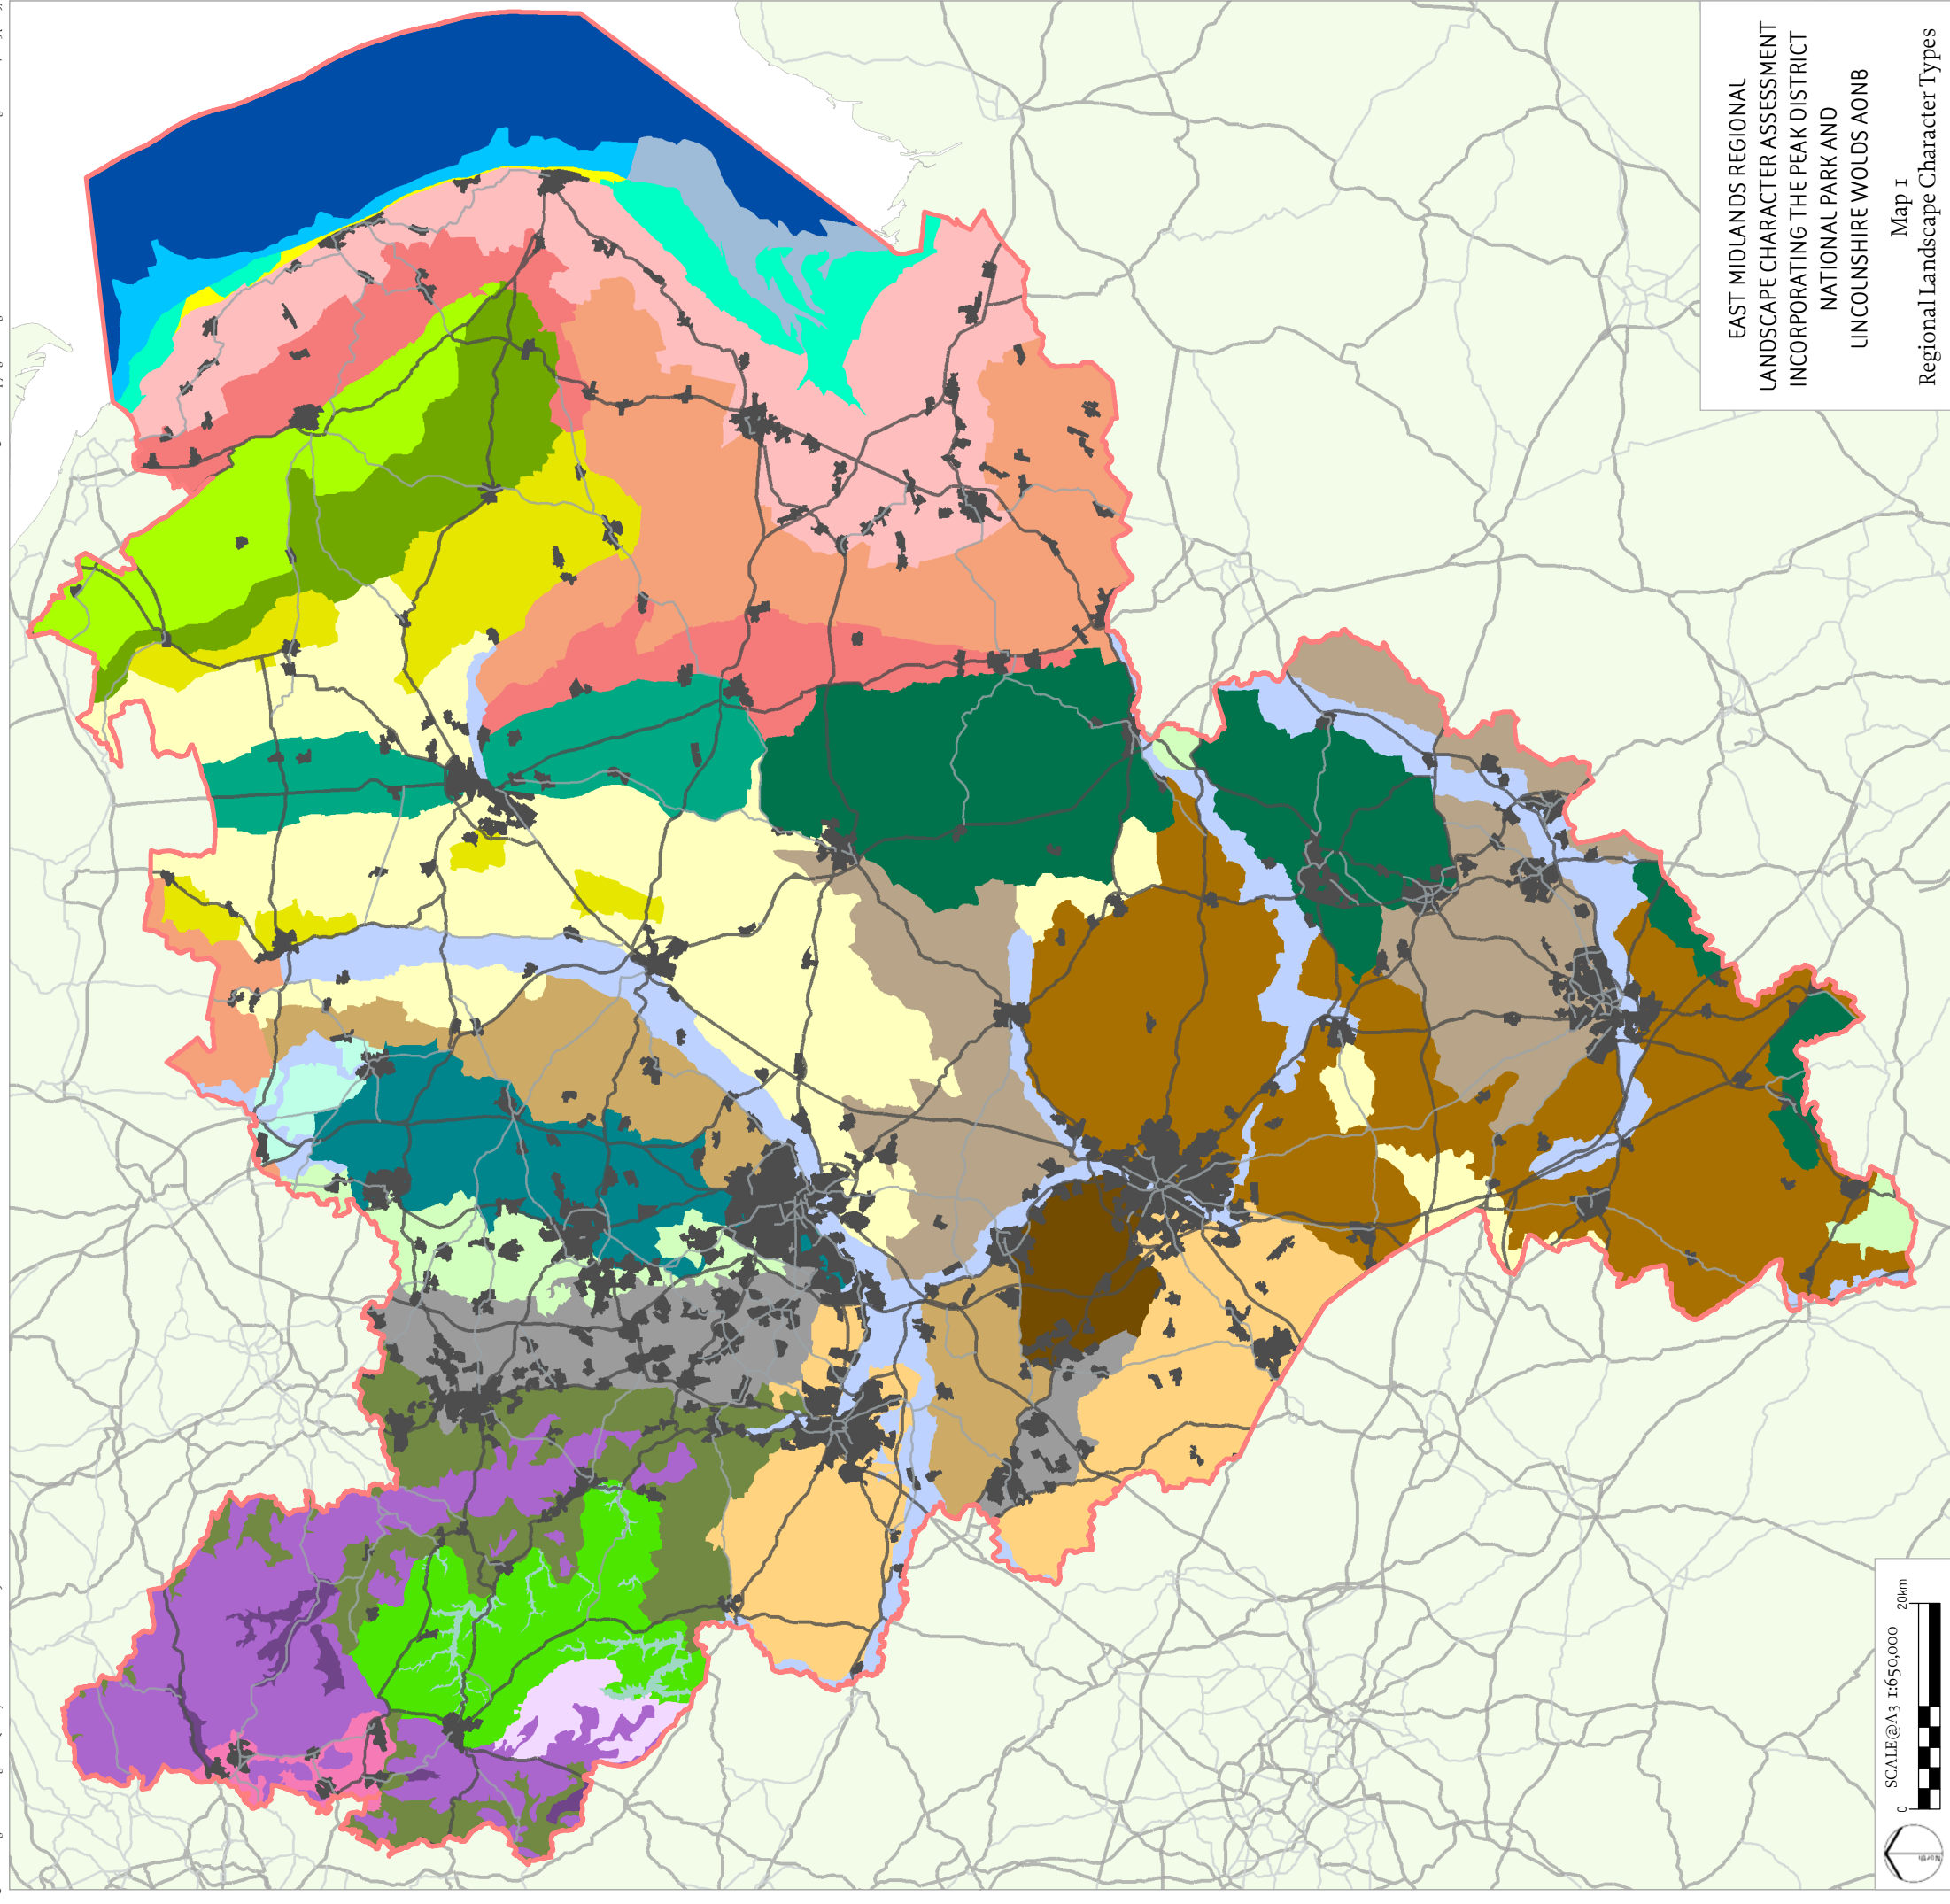 EAST MIDLANDS REGIONAL
LANDSCAPE CHARACTER ASSESSMENT
INCORPORATING THE PEAK DISTRICT
NATIONAL PARK AND
LINCOLNSHIRE WOLDS AONB
Map 1
Regional Landscape Character Types
SCALE@A3 1:650,000
0
20km
North